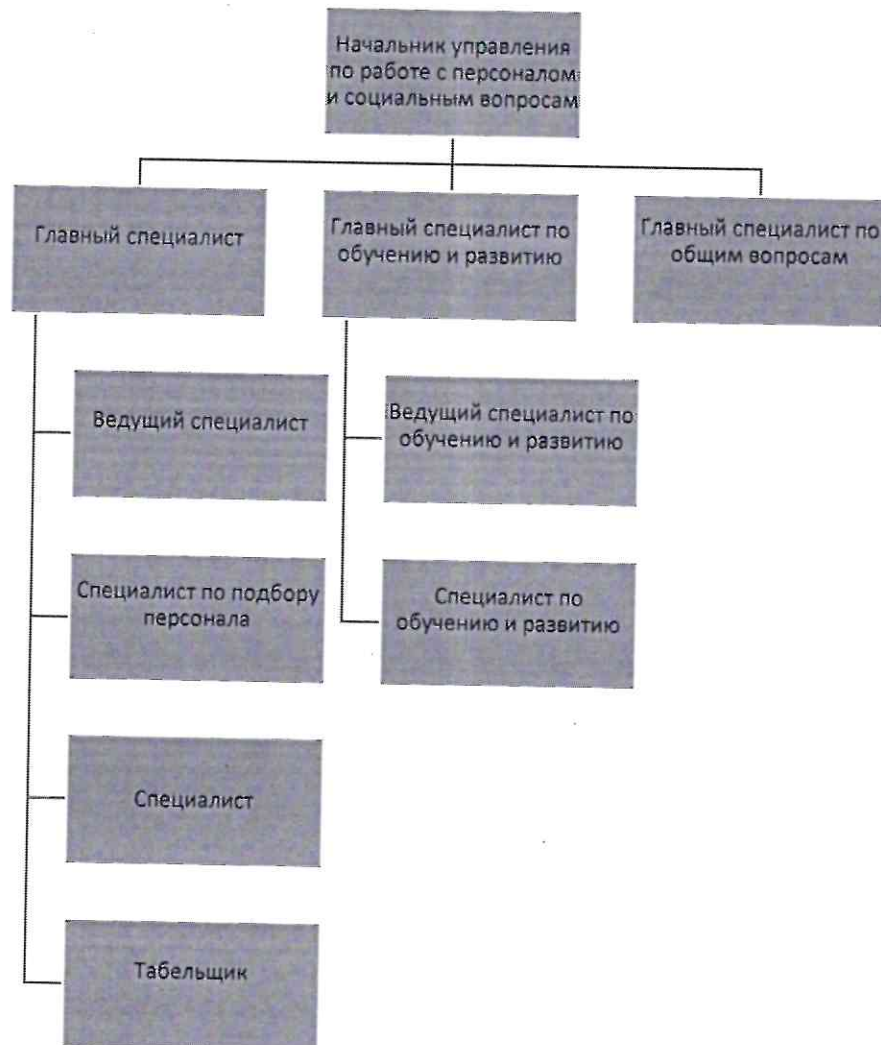 Начальник управления
по работе с персоналом
и социальным вопросам
Главный специалист
Главный специалист по
обучению и развитию
Главный специалист по
общим вопросам
Ведущий специалист
Ведущий специалист по
обучению и развитию
Специалист по подбору
персонала
Специалист по
обучению и развитию
Специалист
Табельщик